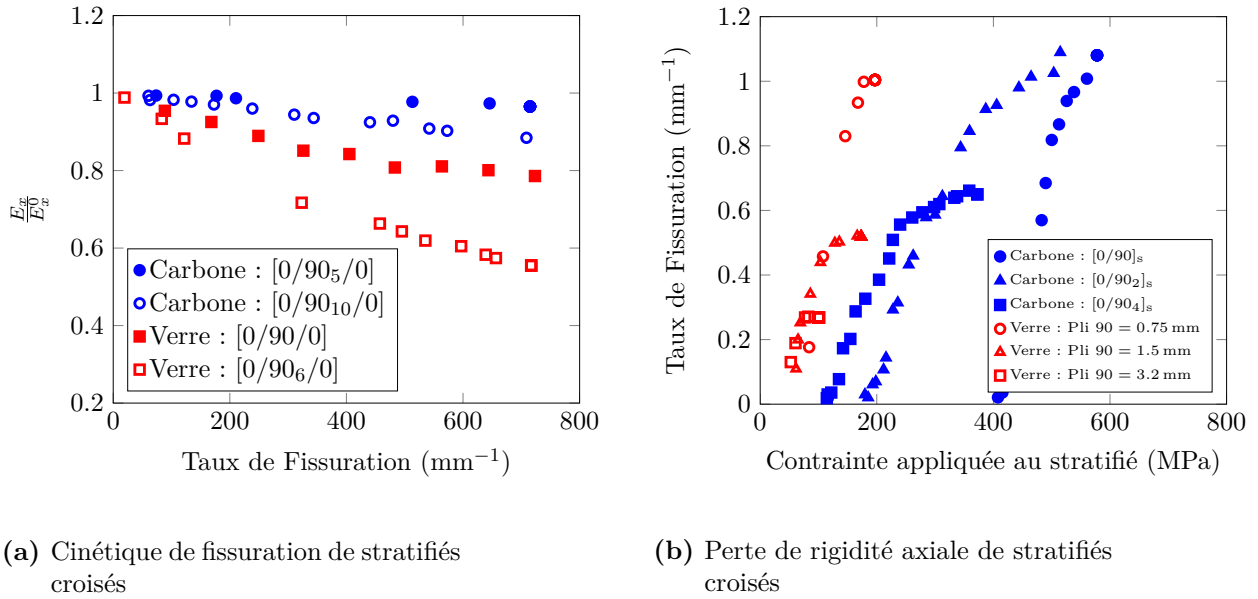 1.2
1
0.8
0.6
0.4
0.2
0 200 400 600 800
E_x / E_x^0
Taux de Fissuration (mm⁻¹)
Carbone : [0/90₅/0]
Carbone : [0/90₁₀/0]
Verre : [0/90/0]
Verre : [0/90₆/0]
(a) Cinétique de fissuration de stratifiés
croisés
1.2
1
0.8
0.6
0.4
0.2
0
0 200 400 600 800
Taux de Fissuration (mm⁻¹)
Contrainte appliquée au stratifié (MPa)
Carbone : [0/90]ₛ
Carbone : [0/90₂]ₛ
Carbone : [0/90₄]ₛ
Verre : Pli 90 = 0.75 mm
Verre : Pli 90 = 1.5 mm
Verre : Pli 90 = 3.2 mm
(b) Perte de rigidité axiale de stratifiés
croisés